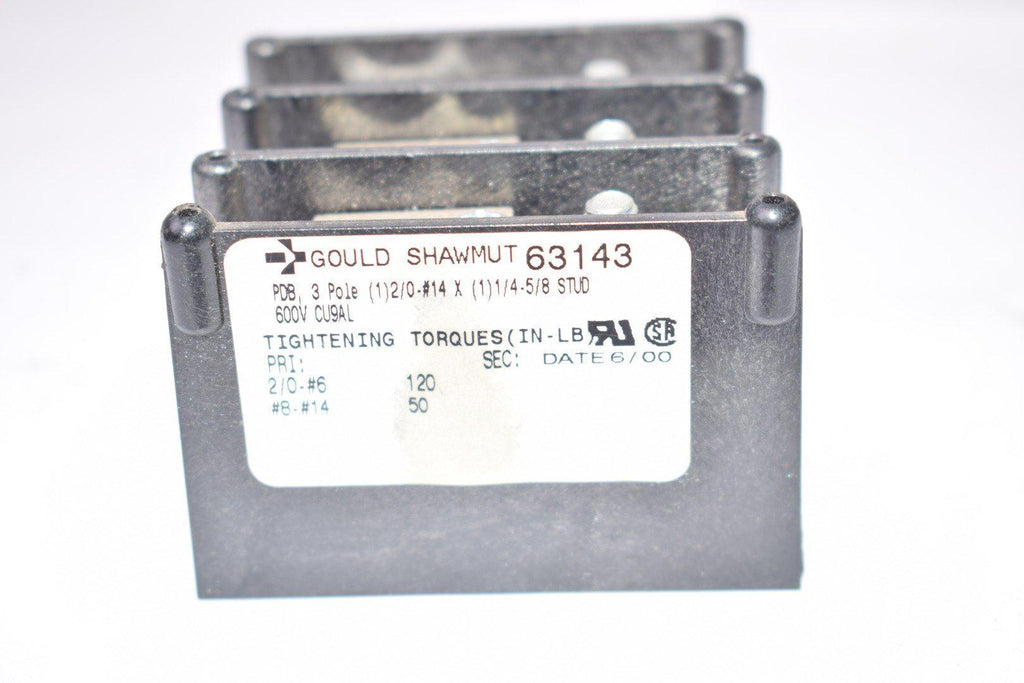 GOULD SHAWMUT 63143
PDB, 3 Pole (1)2/0-#14 X (1)1/4-5/8 STUD
600V CU9AL
TIGHTENING TORQUES(IN-LB)
PRI: SEC: DATE 6/00
2/0-#6 120
#8-#14 50